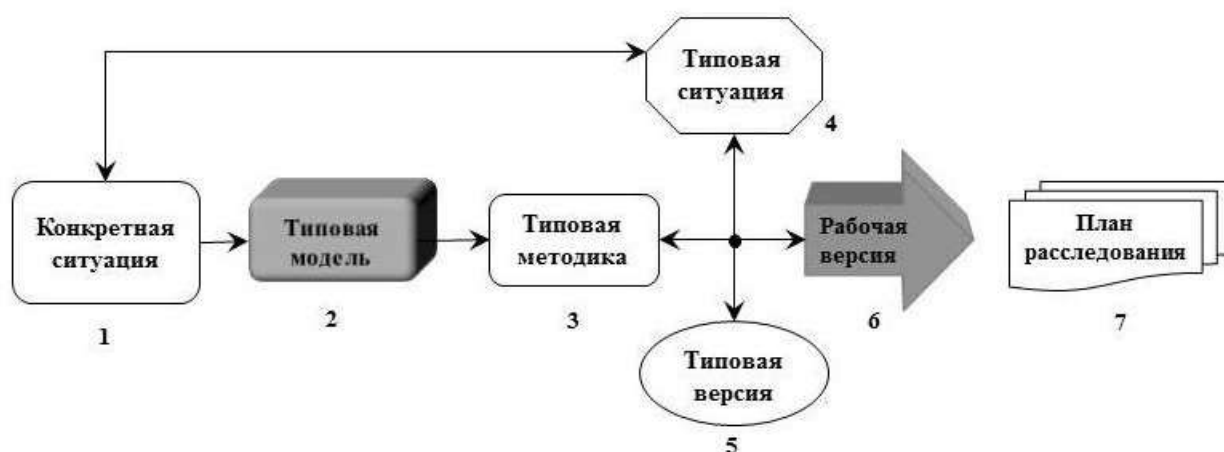 Типовая
ситуация
4
Конкретная
ситуация
1
Типовая
модель
2
Типовая
методика
3
Рабочая
версия
6
План
расследования
7
Типовая
версия
5